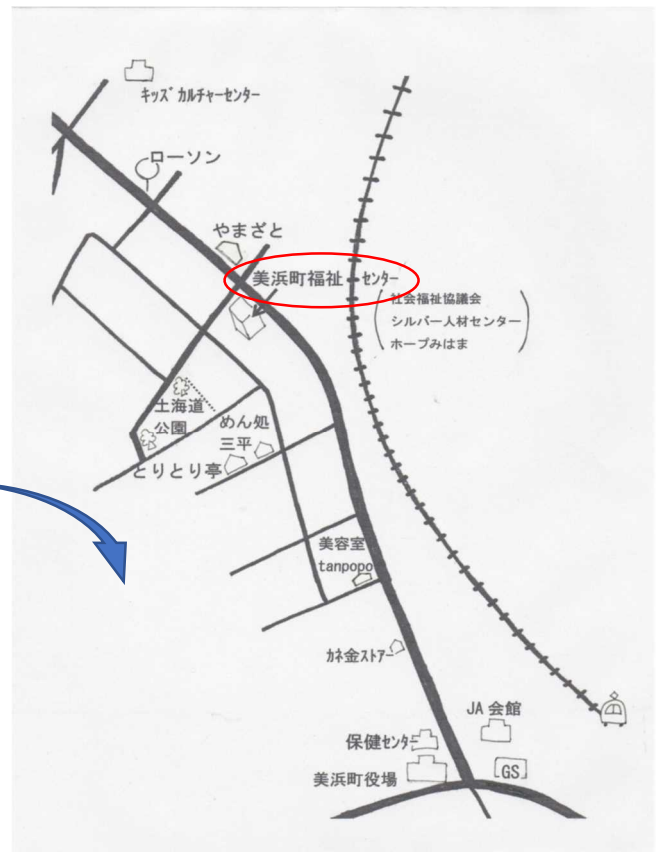 キッズカルチャーセンター
ローソン
やまざと
美浜町福祉センター
社会福祉協議会
シルバー人材センター
ホープみはま
土海道
公園
めん処
三平
とりとり亭
美容室
tanpopo
カネ金ストアー
JA会館
保健センター
美浜町役場
GS